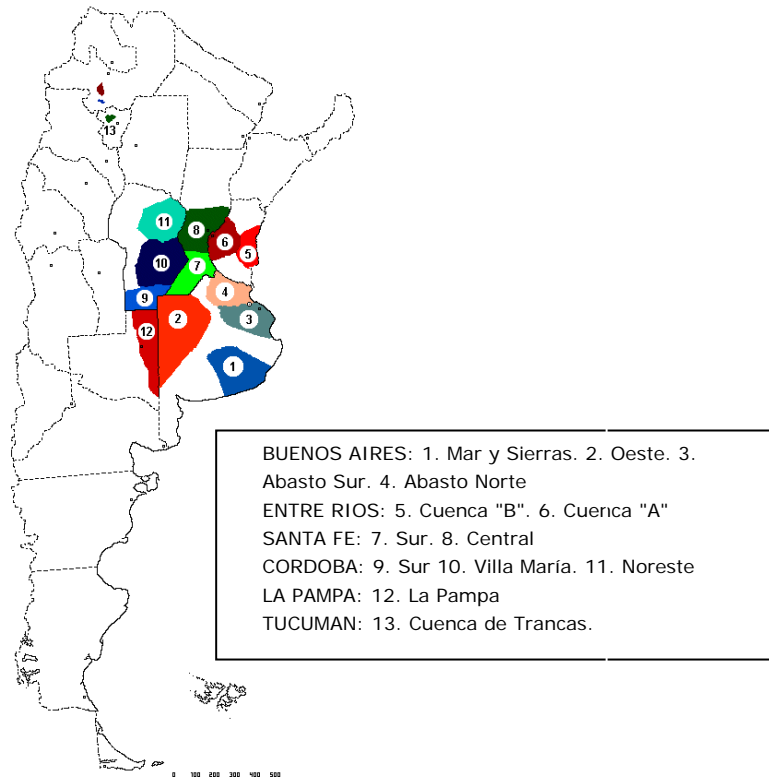 13
11
8
6
5
10
7
9
4
12
2
3
1
BUENOS AIRES: 1. Mar y Sierras. 2. Oeste. 3.
Abasto Sur. 4. Abasto Norte
ENTRE RIOS: 5. Cuenca "B". 6. Cuenca "A"
SANTA FE: 7. Sur. 8. Central
CORDOBA: 9. Sur 10. Villa María. 11. Noreste
LA PAMPA: 12. La Pampa
TUCUMAN: 13. Cuenca de Trancas.
0 100 200 300 400 500